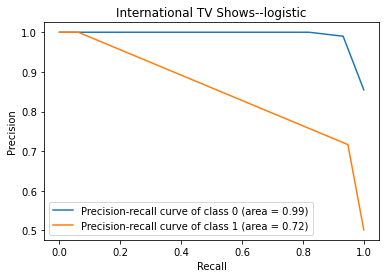 International TV Shows--logistic
Precision
1.0
0.9
0.8
0.7
0.6
0.5
Precision-recall curve of class 0 (area = 0.99)
Precision-recall curve of class 1 (area = 0.72)
0.0 0.2 0.4 0.6 0.8 1.0
Recall